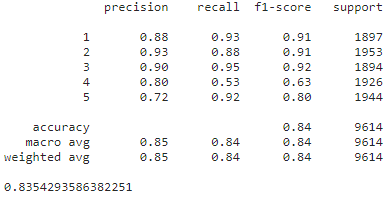 precision recall f1-score support
1 0.88 0.93 0.91 1897
2 0.93 0.88 0.91 1953
3 0.90 0.95 0.92 1894
4 0.80 0.53 0.63 1926
5 0.72 0.92 0.80 1944
accuracy 0.84 9614
macro avg 0.85 0.84 0.84 9614
weighted avg 0.85 0.84 0.84 9614
0.8354293586382251